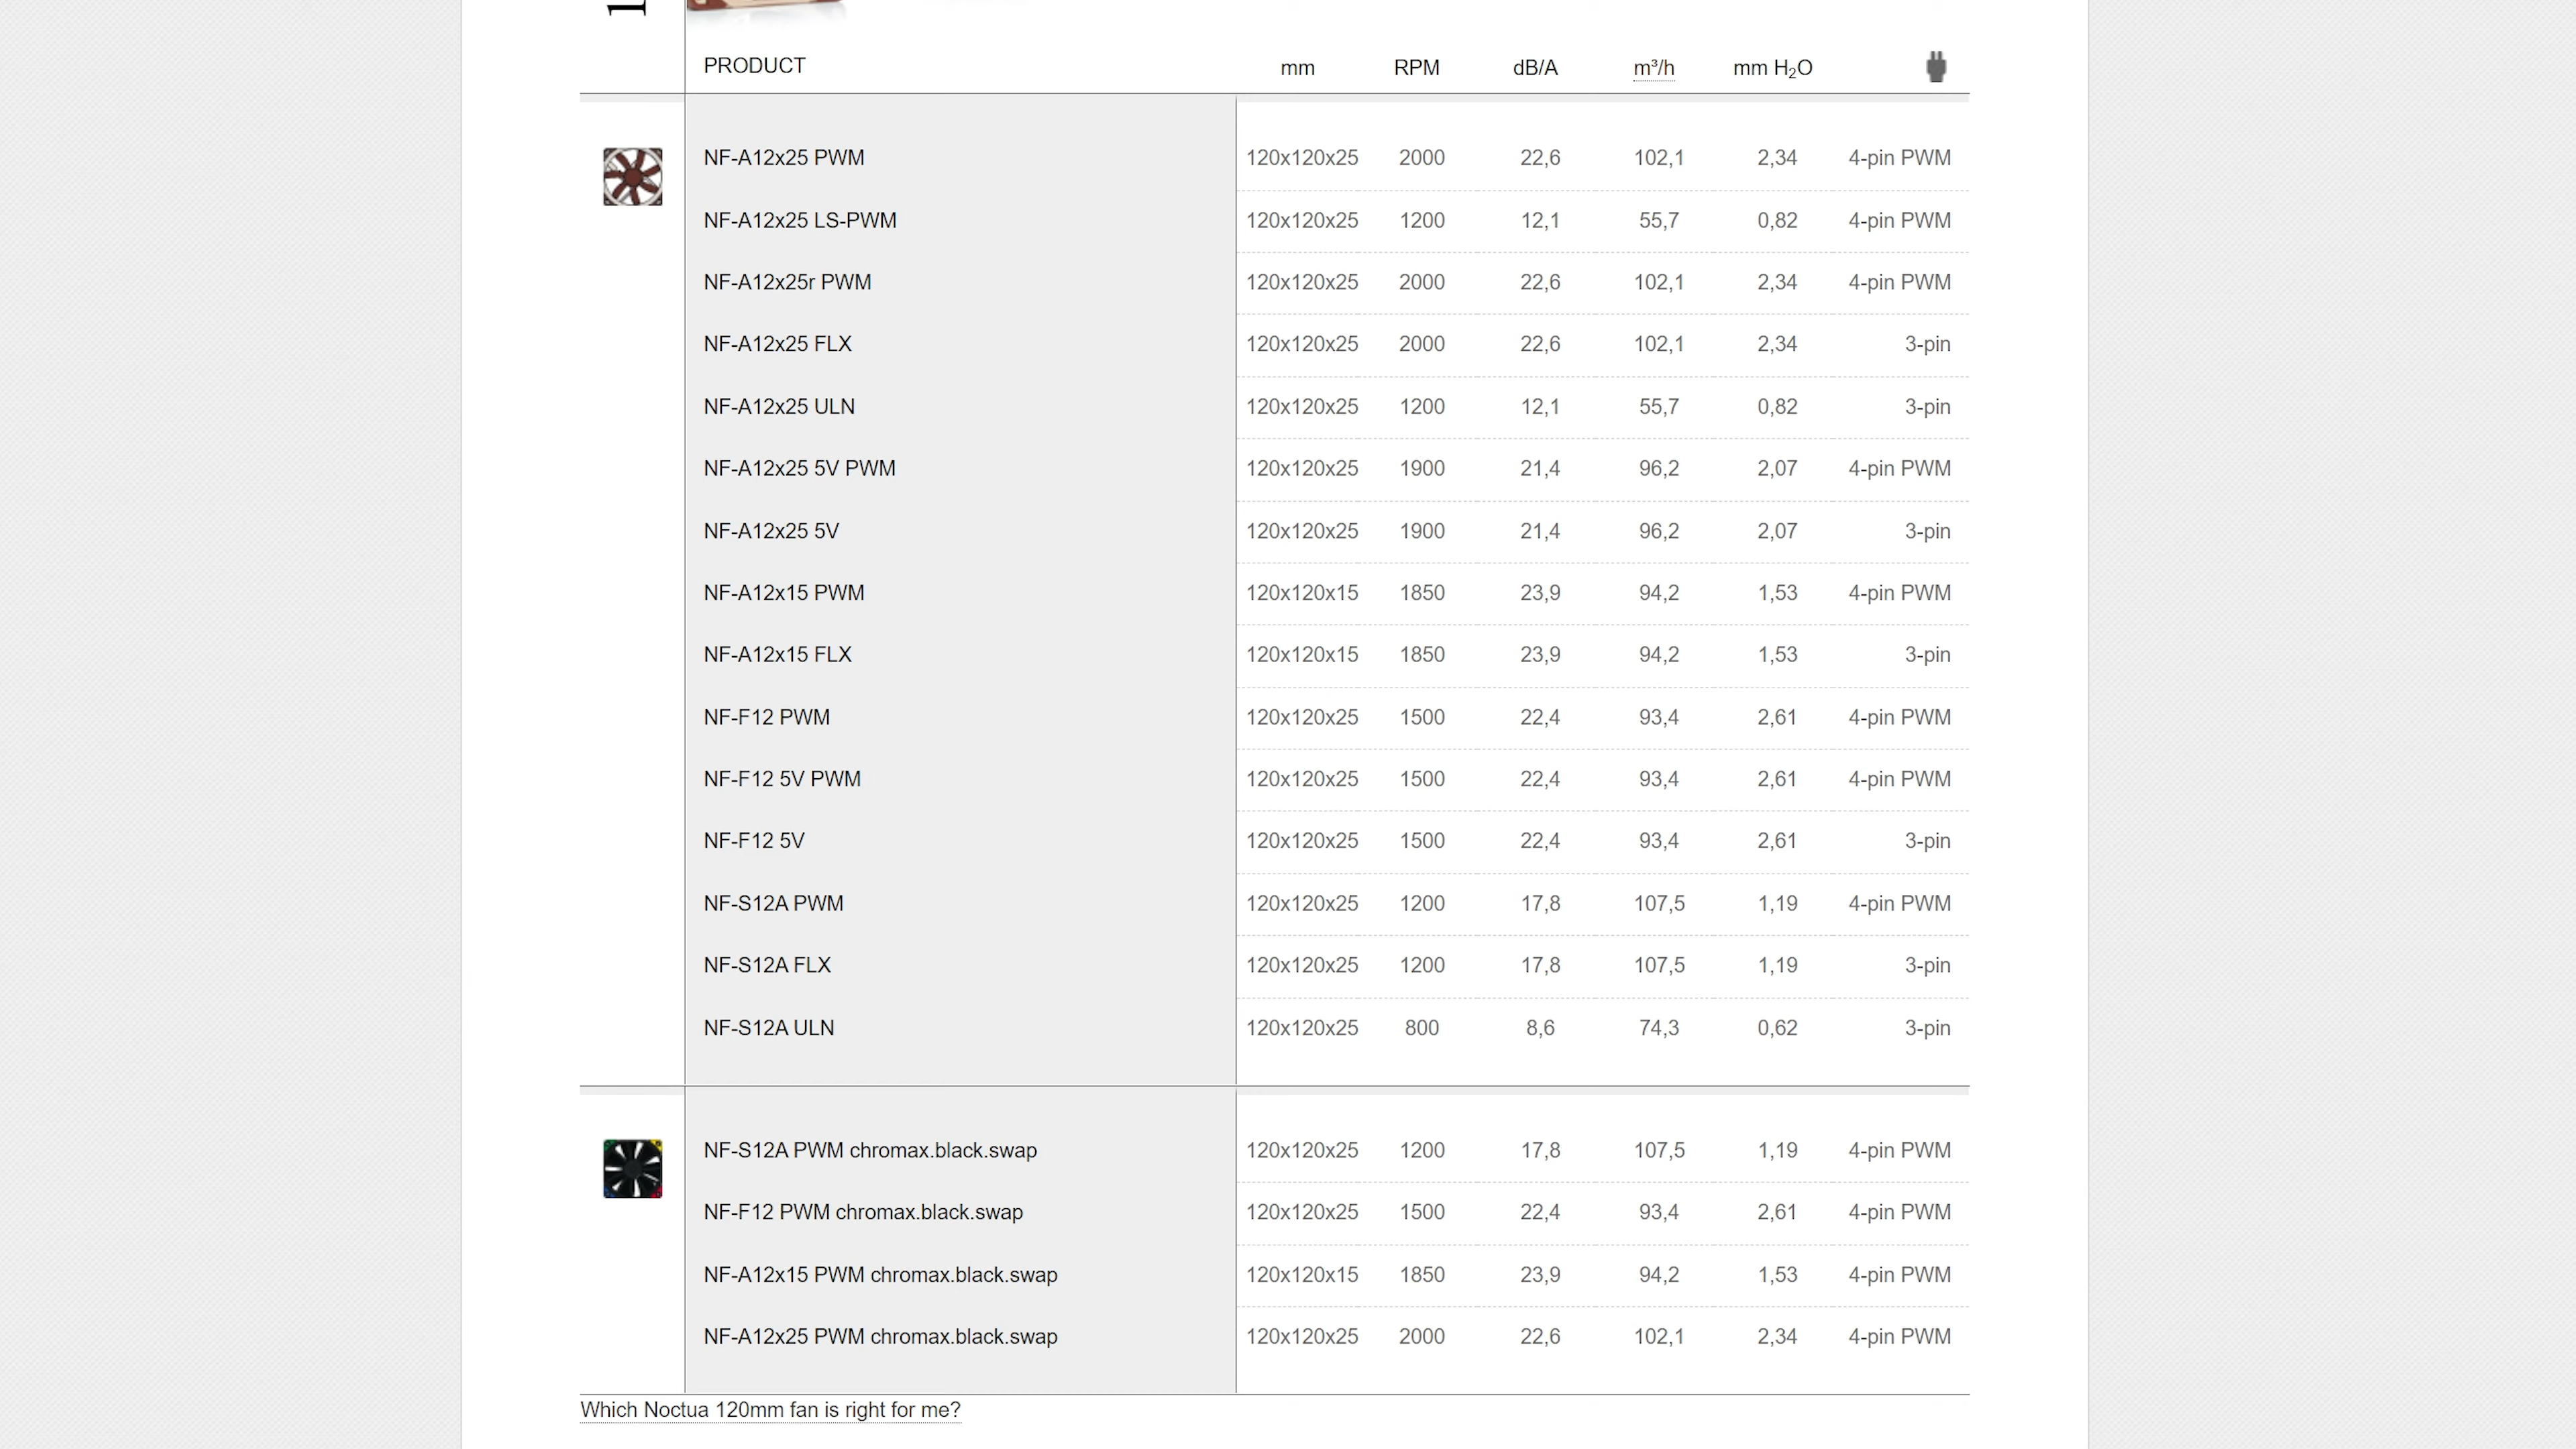 PRODUCT mm RPM dB/A m³/h mm H₂O
NF-A12x25 PWM 120x120x25 2000 22,6 102,1 2,34 4-pin PWM
NF-A12x25 LS-PWM 120x120x25 1200 12,1 55,7 0,82 4-pin PWM
NF-A12x25r PWM 120x120x25 2000 22,6 102,1 2,34 4-pin PWM
NF-A12x25 FLX 120x120x25 2000 22,6 102,1 2,34 3-pin
NF-A12x25 ULN 120x120x25 1200 12,1 55,7 0,82 3-pin
NF-A12x25 5V PWM 120x120x25 1900 21,4 96,2 2,07 4-pin PWM
NF-A12x25 5V 120x120x25 1900 21,4 96,2 2,07 3-pin
NF-A12x15 PWM 120x120x15 1850 23,9 94,2 1,53 4-pin PWM
NF-A12x15 FLX 120x120x15 1850 23,9 94,2 1,53 3-pin
NF-F12 PWM 120x120x25 1500 22,4 93,4 2,61 4-pin PWM
NF-F12 5V PWM 120x120x25 1500 22,4 93,4 2,61 4-pin PWM
NF-F12 5V 120x120x25 1500 22,4 93,4 2,61 3-pin
NF-S12A PWM 120x120x25 1200 17,8 107,5 1,19 4-pin PWM
NF-S12A FLX 120x120x25 1200 17,8 107,5 1,19 3-pin
NF-S12A ULN 120x120x25 800 8,6 74,3 0,62 3-pin
NF-S12A PWM chromax.black.swap 120x120x25 1200 17,8 107,5 1,19 4-pin PWM
NF-F12 PWM chromax.black.swap 120x120x25 1500 22,4 93,4 2,61 4-pin PWM
NF-A12x15 PWM chromax.black.swap 120x120x15 1850 23,9 94,2 1,53 4-pin PWM
NF-A12x25 PWM chromax.black.swap 120x120x25 2000 22,6 102,1 2,34 4-pin PWM
Which Noctua 120mm fan is right for me?